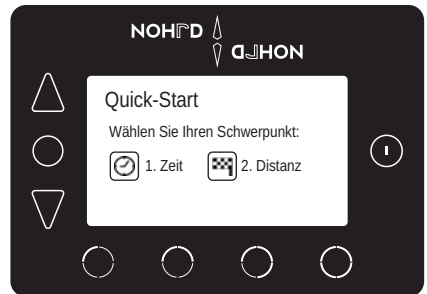 NOHrD
NOHrD
Quick-Start
Wählen Sie Ihren Schwerpunkt:
1. Zeit 2. Distanz